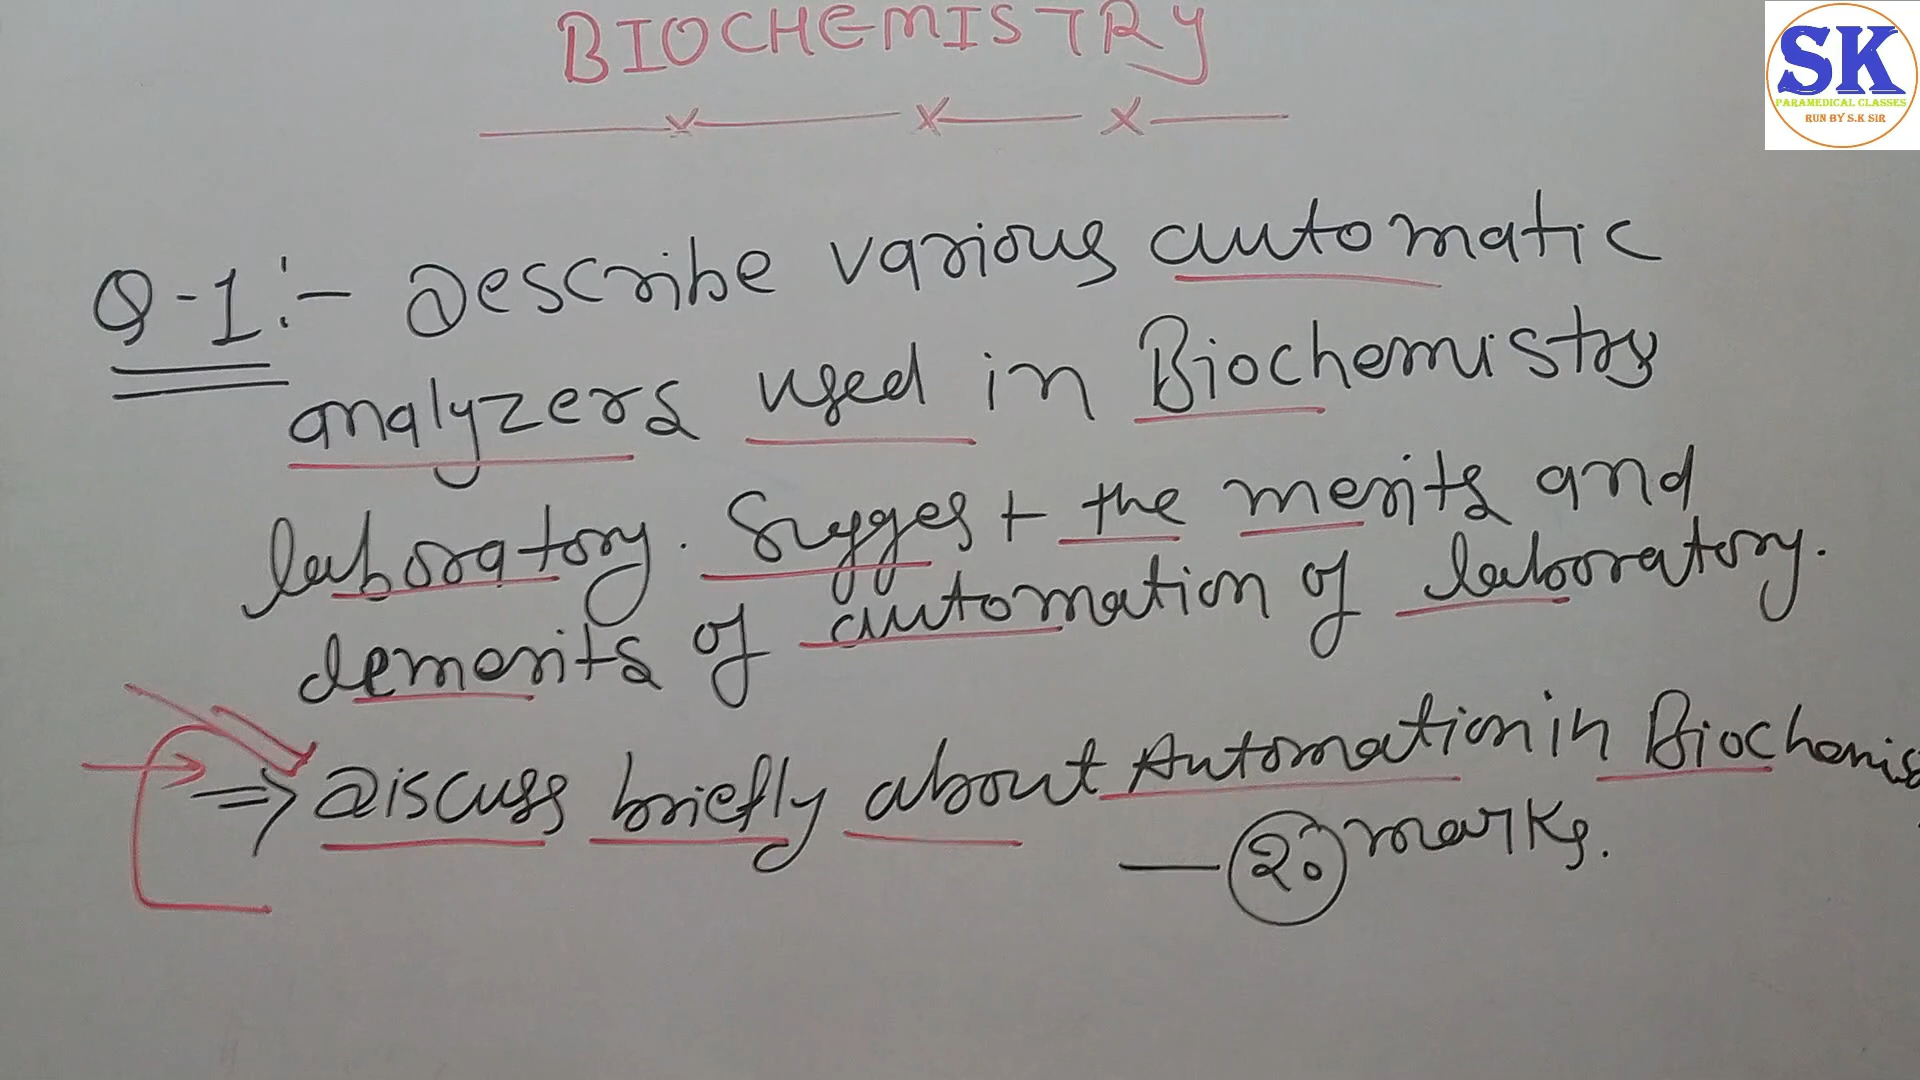 BIOCHEMISTRY
SK
PARAMEDICAL CLASSES
RUN BY S.K SIR
Q-1:- Describe various automatic
analyzers used in Biochemistry
laboratory. Suggest the merits and
demerits of automation of laboratory.
⇒ Discuss briefly about Automation in Biochemis
— 20 marks.